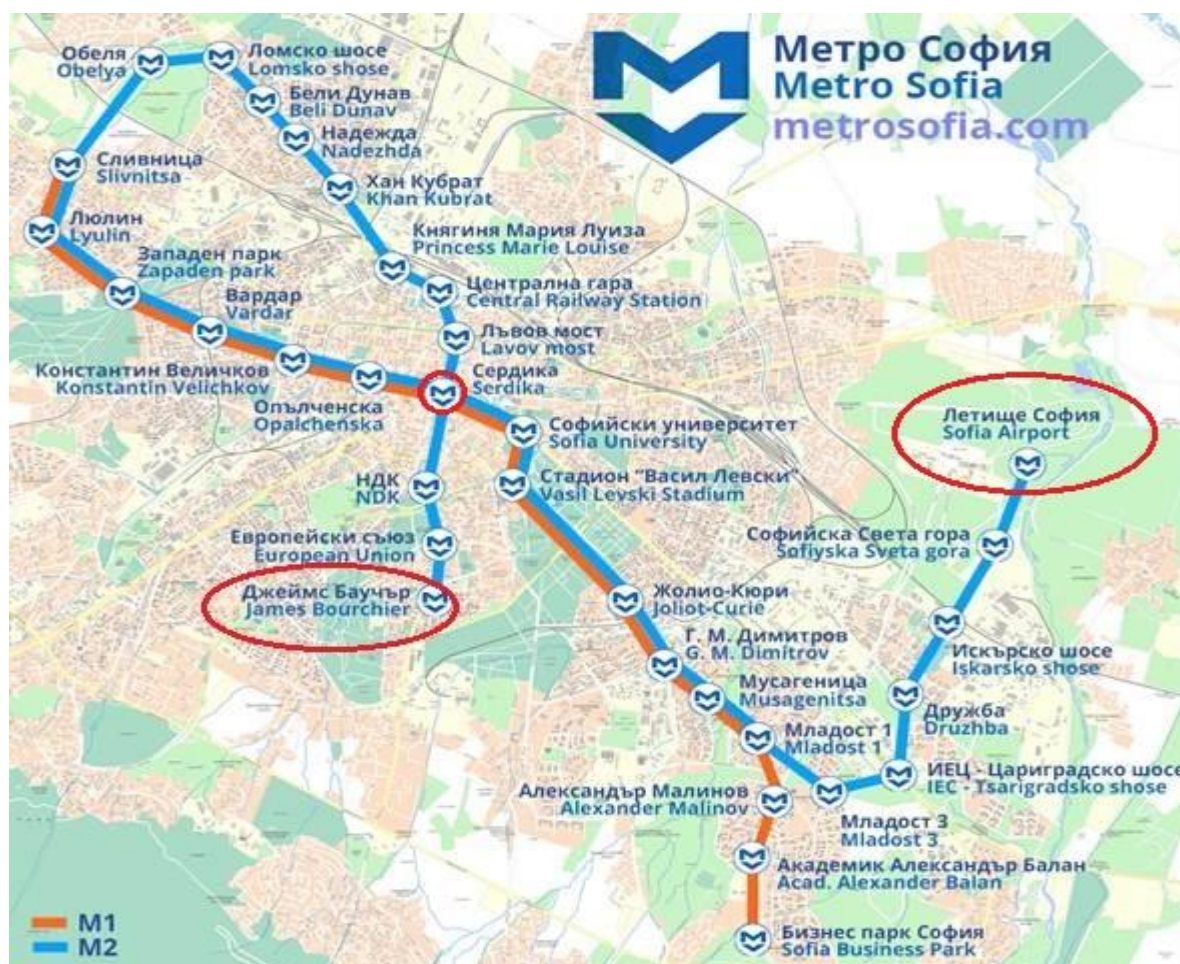 Метро София
Metro Sofia
metrosofia.com
Обеля
Obelya
Ломско шосе
Lomsko shose
Бели Дунав
Beli Dunav
Надежда
Nadezhda
Сливница
Slivnitsa
Хан Кубрат
Khan Kubrat
Люлин
Lyulin
Княгиня Мария Луиза
Princess Marie Louise
Западен парк
Zapaden park
Централна гара
Central Railway Station
Вардар
Vardar
Лъвов мост
Lavov most
Константин Величков
Konstantin Velichkov
Сердика
Serdika
Опълченска
Opalchenska
Софийски университет
Sofia University
Летище София
Sofia Airport
НДК
NDK
Стадион "Васил Левски"
Vasil Levski Stadium
Европейски съюз
European Union
Софийска Света гора
Sofiyska Sveta gora
Джеймс Баучър
James Bourchier
Жолио-Кюри
Joliot-Curie
Г. М. Димитров
G. M. Dimitrov
Искърско шосе
Iskarsko shose
Мусагеница
Musagenitsa
Дружба
Druzhba
Младост 1
Mladost 1
ИЕЦ - Цариградско шосе
IEC - Tsarigradsko shose
Александър Малинов
Alexander Malinov
Младост 3
Mladost 3
Академик Александър Балан
Acad. Alexander Balan
Бизнес парк София
Sofia Business Park
M1
M2